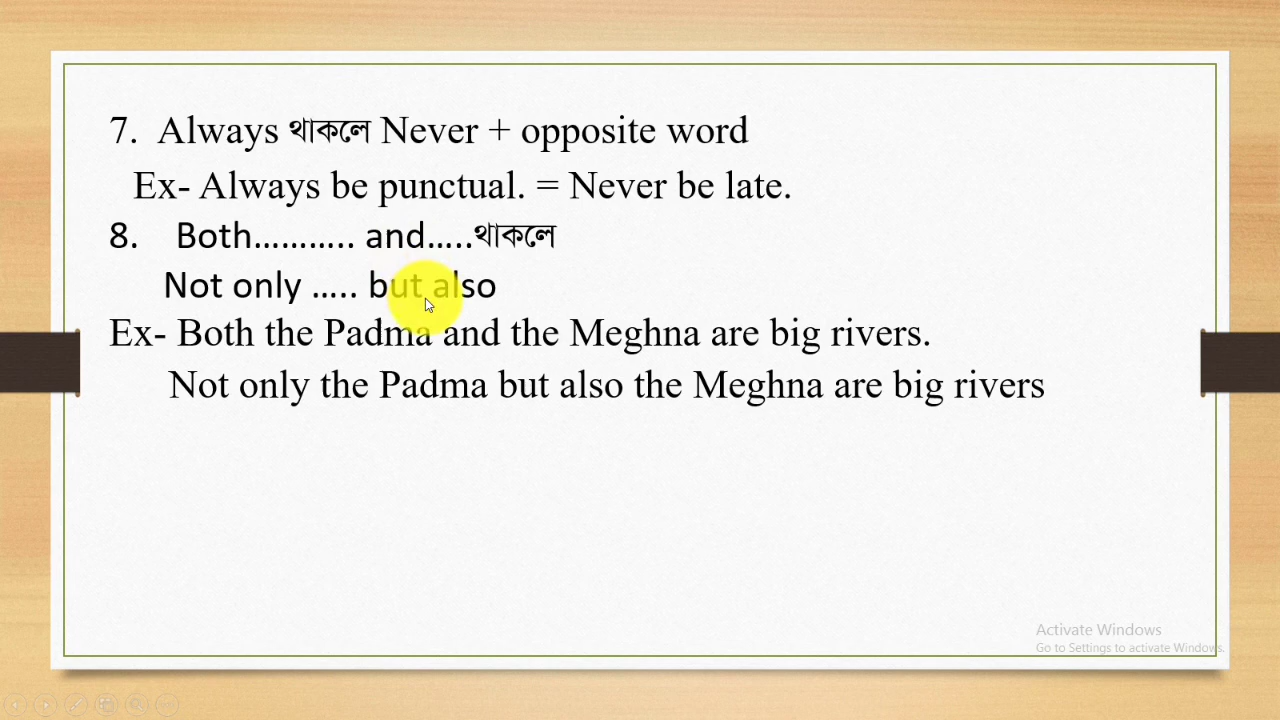 7. Always থাকলে Never + opposite word
Ex- Always be punctual. = Never be late.
8. Both……….. and…..থাকলে
Not only ….. but also
Ex- Both the Padma and the Meghna are big rivers.
Not only the Padma but also the Meghna are big rivers
Activate Windows
Go to Settings to activate Windows.